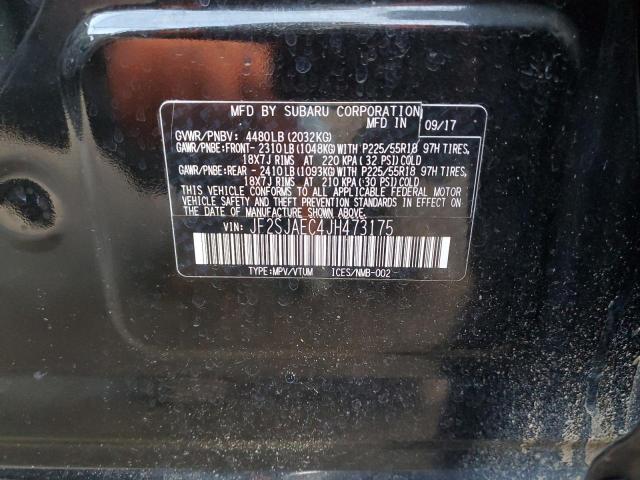 MFD BY SUBARU CORPORATION
MFD IN 09/17
GVWR/PNBV: 4480LB (2032KG)
GAWR/PNBE:FRONT- 2310LB(1048KG)WITH P225/55R18 97H TIRES,
18X7J RIMS AT 220 KPA(32 PSI)COLD
GAWR/PNBE:REAR - 2410LB(1093KG)WITH P225/55R18 97H TIRES,
18X7J RIMS AT 210 KPA(30 PSI)COLD
THIS VEHICLE CONFORMS TO ALL APPLICABLE FEDERAL MOTOR
VEHICLE SAFETY AND THEFT PREVENTION STANDARDS IN EFFECT
ON THE DATE OF MANUFACTURE SHOWN ABOVE.
VIN: JF2SJAEC4JH473175
TYPE:MPV/VTUM ICES/NMB-002